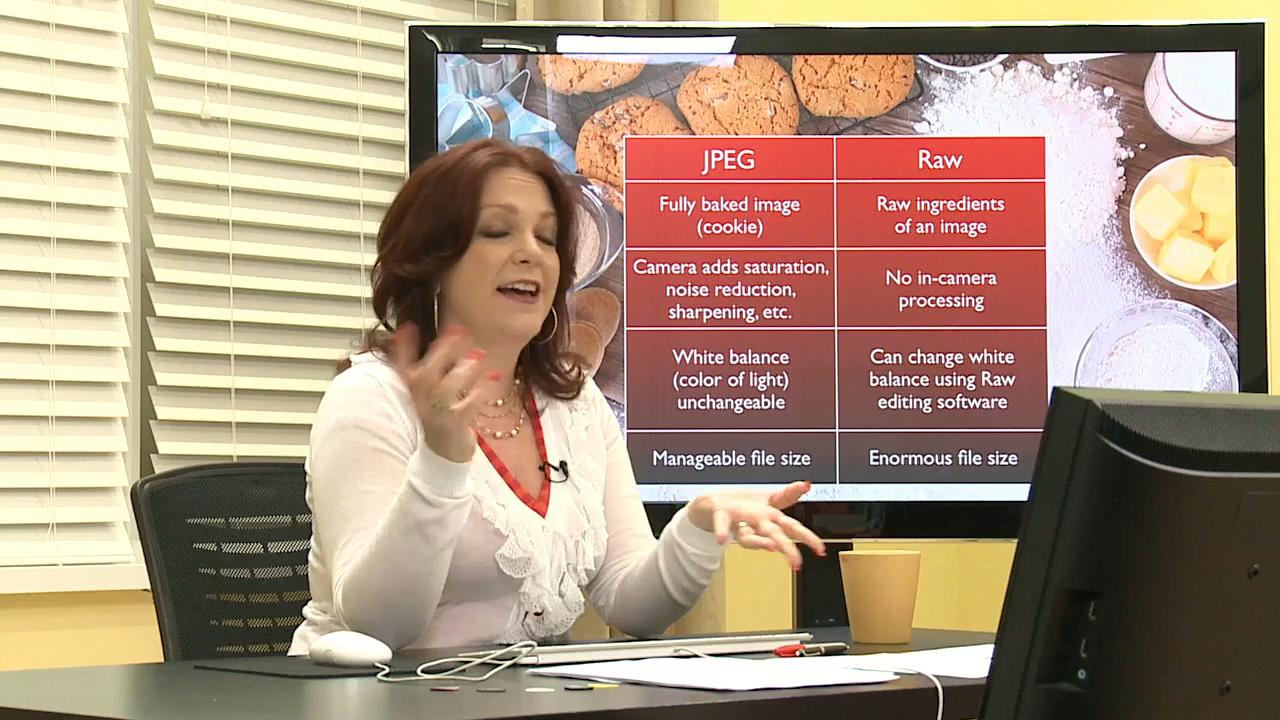 JPEG
Raw
Fully baked image
(cookie)
Raw ingredients
of an image
Camera adds saturation,
noise reduction,
sharpening, etc.
No in-camera
processing
White balance
(color of light)
unchangeable
Can change white
balance using Raw
editing software
Manageable file size
Enormous file size